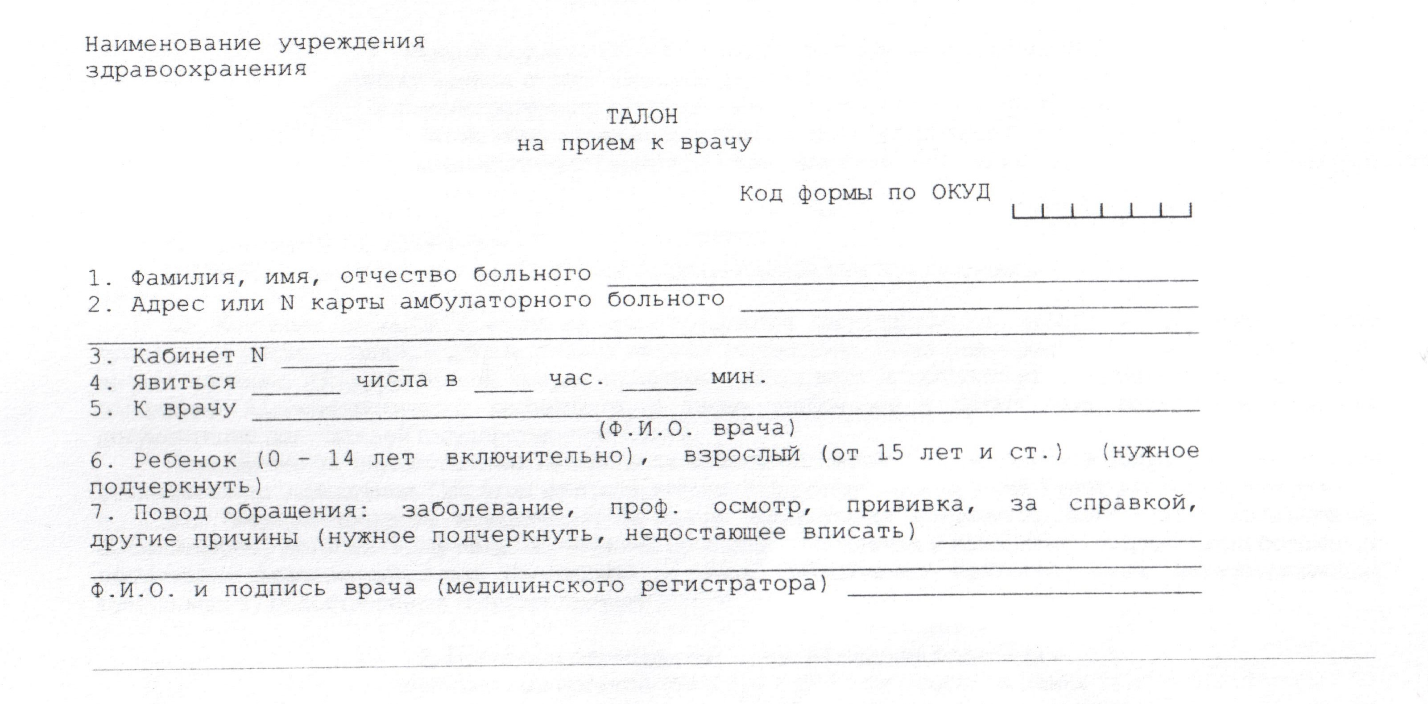 Наименование учреждения
здравоохранения
ТАЛОН
на прием к врачу
Код формы по ОКУД
1. Фамилия, имя, отчество больного
2. Адрес или N карты амбулаторного больного
3. Кабинет N
4. Явиться числа в час. мин.
5. К врачу
(Ф.И.О. врача)
6. Ребенок (0 - 14 лет включительно), взрослый (от 15 лет и ст.) (нужное
подчеркнуть)
7. Повод обращения: заболевание, проф. осмотр, прививка, за справкой,
другие причины (нужное подчеркнуть, недостающее вписать)
Ф.И.О. и подпись врача (медицинского регистратора)